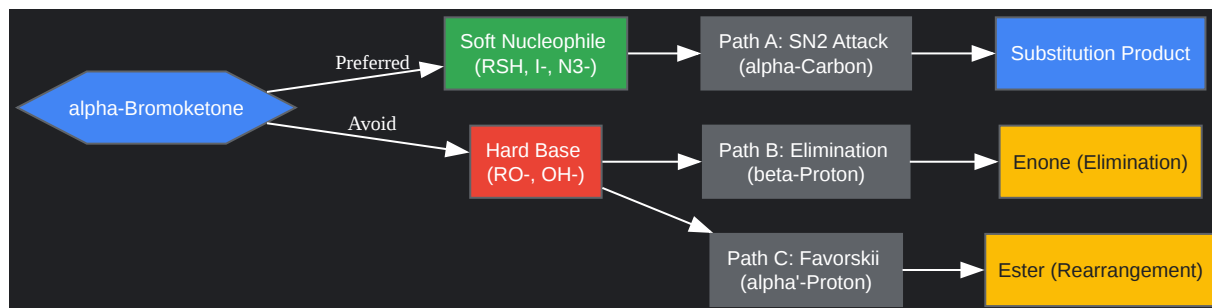 alpha-Bromoketone
Preferred
Avoid
Soft Nucleophile
(RSH, I-, N3-)
Path A: SN2 Attack
(alpha-Carbon)
Substitution Product
Hard Base
(RO-, OH-)
Path B: Elimination
(beta-Proton)
Enone (Elimination)
Path C: Favorskii
(alpha'-Proton)
Ester (Rearrangement)